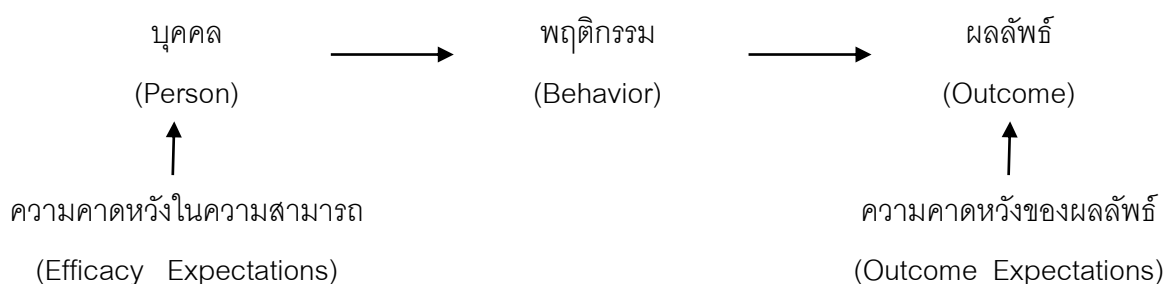 บุคคล พฤติกรรม ผลลัพธ์
(Person) (Behavior) (Outcome)
ความคาดหวังในความสามารถ ความคาดหวังของผลลัพธ์
(Efficacy Expectations) (Outcome Expectations)